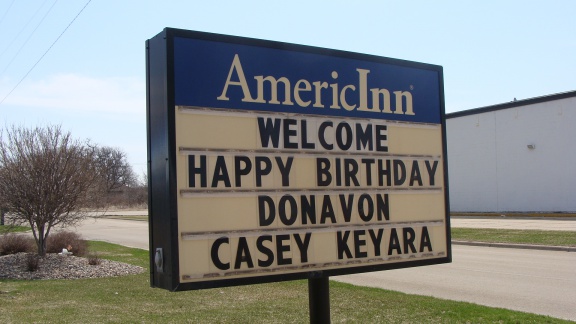 AmericInn
WELCOME
HAPPY BIRTHDAY
DONAVON
CASEY KEYARA